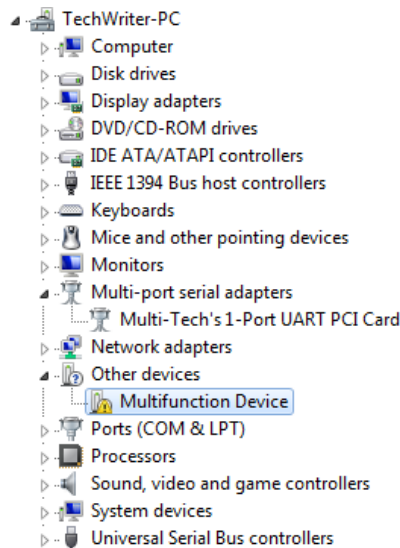 TechWriter-PC
Computer
Disk drives
Display adapters
DVD/CD-ROM drives
IDE ATA/ATAPI controllers
IEEE 1394 Bus host controllers
Keyboards
Mice and other pointing devices
Monitors
Multi-port serial adapters
Multi-Tech's 1-Port UART PCI Card
Network adapters
Other devices
Multifunction Device
Ports (COM & LPT)
Processors
Sound, video and game controllers
System devices
Universal Serial Bus controllers